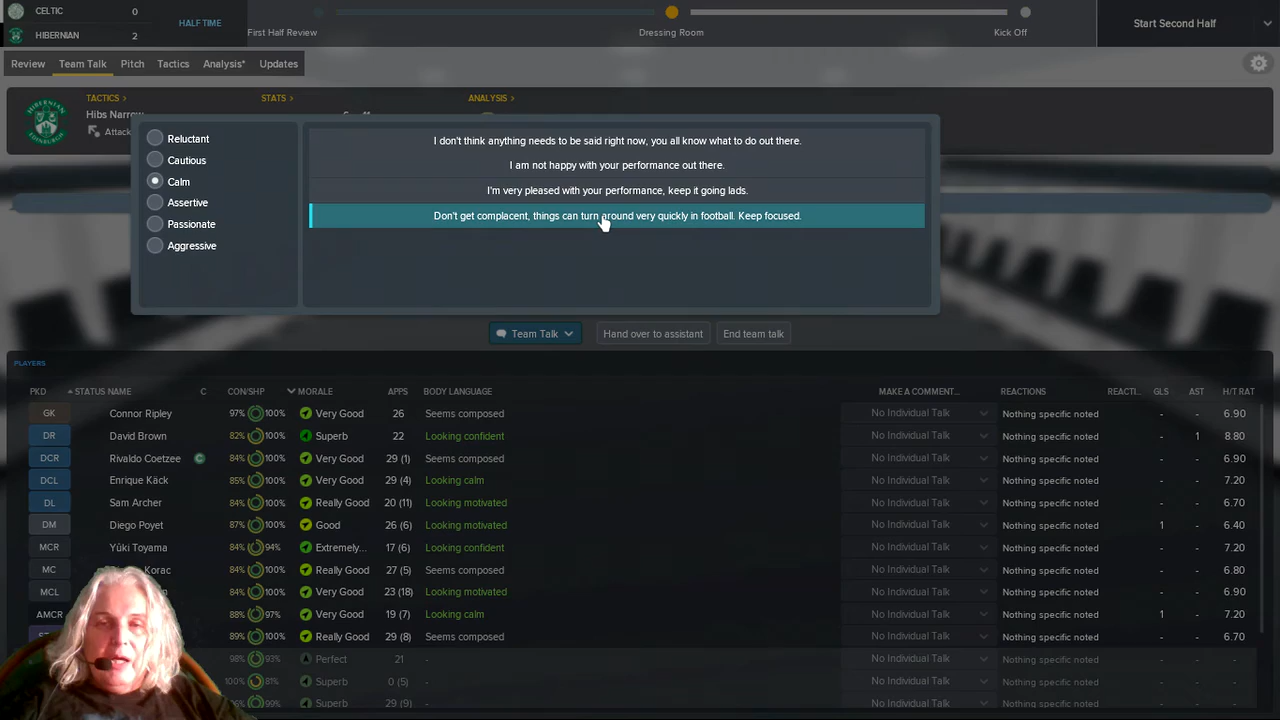 CELTIC 0
HIBERNIAN 2
HALF TIME
First Half Review
Dressing Room
Kick Off
Start Second Half
Review Team Talk Pitch Tactics Analysis* Updates
TACTICS > STATS > ANALYSIS >
HIBERNIAN
Hibs Narrow
Attack
Reluctant
Cautious
Calm
Assertive
Passionate
Aggressive
I don't think anything needs to be said right now, you all know what to do out there.
I am not happy with your performance out there.
I'm very pleased with your performance, keep it going lads.
Don't get complacent, things can turn around very quickly in football. Keep focused.
Team Talk Hand over to assistant End team talk
PLAYERS
PKD STATUS NAME C CON/SHP MORALE APPS BODY LANGUAGE MAKE A COMMENT... REACTIONS REACTI... GLS AST H/T RAT
GK Connor Ripley 97% 100% Very Good 26 Seems composed No Individual Talk Nothing specific noted - - 6.90
DR David Brown 82% 100% Superb 22 Looking confident No Individual Talk Nothing specific noted - 1 8.80
DCR Rivaldo Coetzee C 84% 100% Very Good 29 (1) Seems composed No Individual Talk Nothing specific noted - - 6.90
DCL Enrique Käck 85% 100% Very Good 29 (4) Looking calm No Individual Talk Nothing specific noted - - 7.20
DL Sam Archer 84% 100% Really Good 20 (11) Looking motivated No Individual Talk Nothing specific noted - - 6.70
DM Diego Poyet 87% 100% Good 26 (6) Looking motivated No Individual Talk Nothing specific noted 1 - 6.40
MCR Yūki Toyama 84% 94% Extremely... 17 (6) Looking confident No Individual Talk Nothing specific noted - - 7.20
MC Korac 84% 100% Really Good 27 (5) Seems composed No Individual Talk Nothing specific noted - - 6.80
MCL 84% 100% Very Good 23 (18) Looking motivated No Individual Talk Nothing specific noted - - 6.90
AMCR 88% 97% Very Good 19 (7) Looking calm No Individual Talk Nothing specific noted 1 - 7.20
89% 100% Really Good 29 (8) Seems composed No Individual Talk Nothing specific noted - - 6.70
98% 93% Perfect 21 - No Individual Talk Nothing specific noted - - -
100% 81% Superb 0 (5) - No Individual Talk Nothing specific noted - - -
99% Superb 29 (9) - No Individual Talk Nothing specific noted - - -